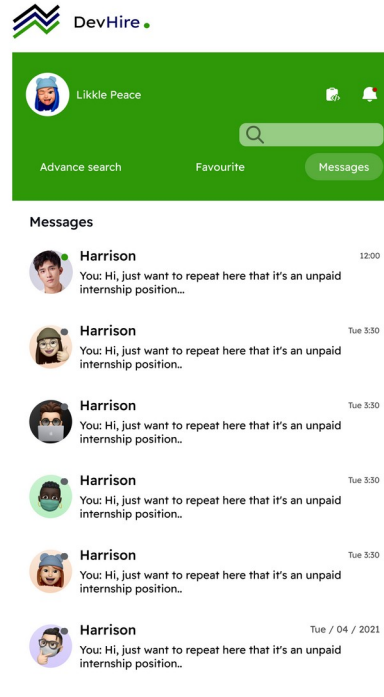 DevHire.
Likkle Peace
Advance search Favourite Messages
Messages
Harrison 12:00
You: Hi, just want to repeat here that it's an unpaid
internship position...
Harrison Tue 3:30
You: Hi, just want to repeat here that it's an unpaid
internship position..
Harrison Tue 3:30
You: Hi, just want to repeat here that it's an unpaid
internship position..
Harrison Tue 3:30
You: Hi, just want to repeat here that it's an unpaid
internship position..
Harrison Tue 3:30
You: Hi, just want to repeat here that it's an unpaid
internship position..
Harrison Tue / 04 / 2021
You: Hi, just want to repeat here that it's an unpaid
internship position..